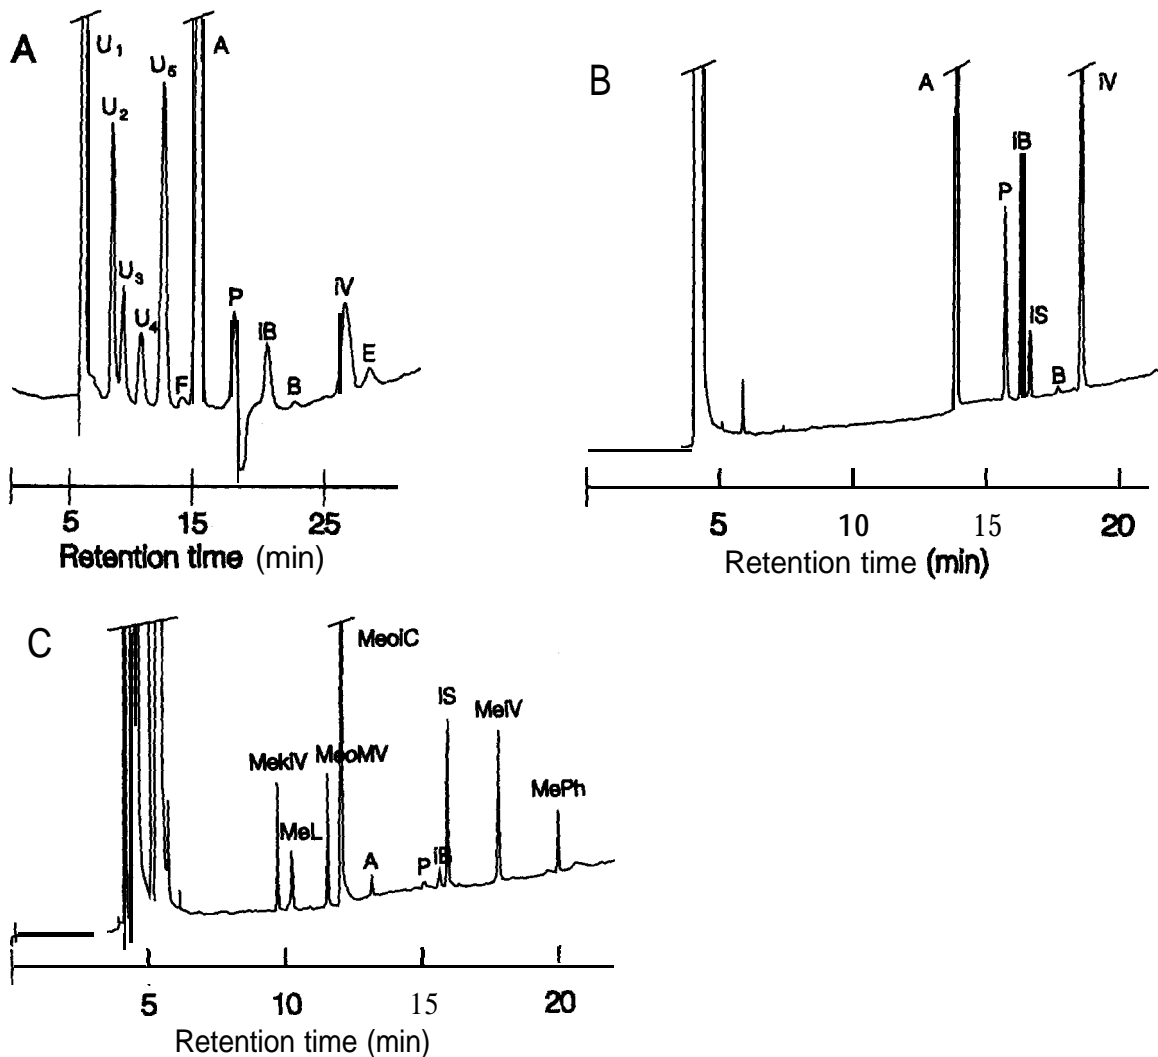 A
U1
A
U5
U2
U3
U4
F
P
iB
B
iV
E
5 15 25
Retention time (min)
B
A
iV
iB
P
IS
B
5 10 15 20
Retention time (min)
C
MeoiC
IS
MeiV
MekiV
MeoMV
MePh
MeL
A
P
iB
5 10 15 20
Retention time (min)